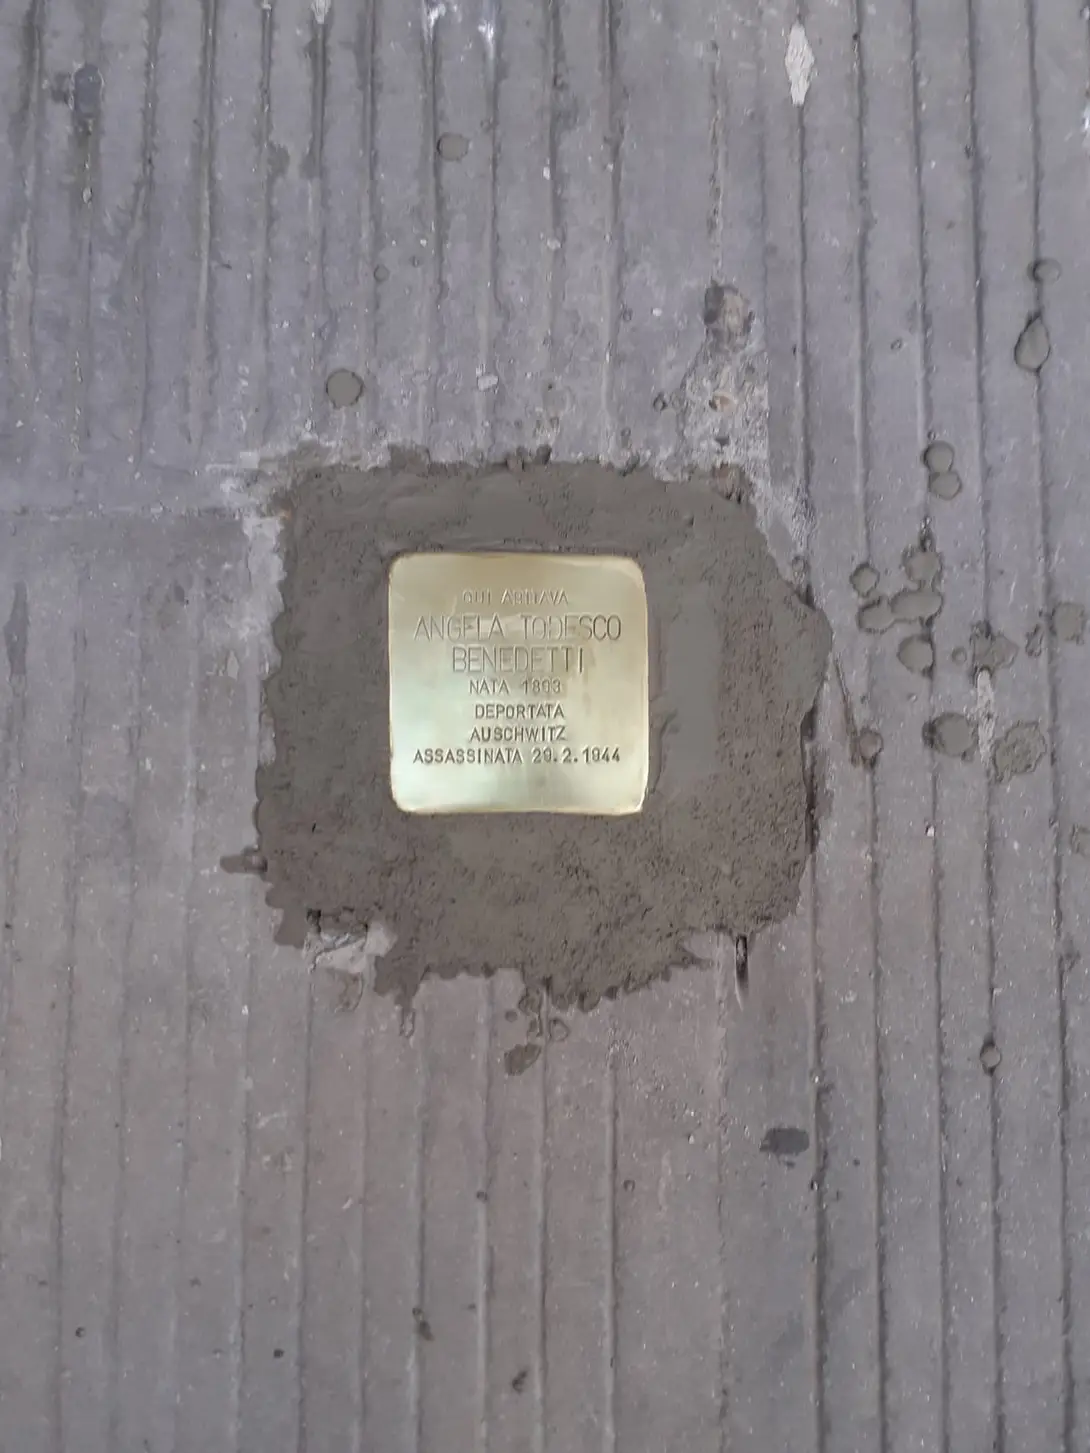 QUI ABITAVA
ANGELA TODESCO
BENEDETTI
NATA 1893
DEPORTATA
AUSCHWITZ
ASSASSINATA 29.2.1944